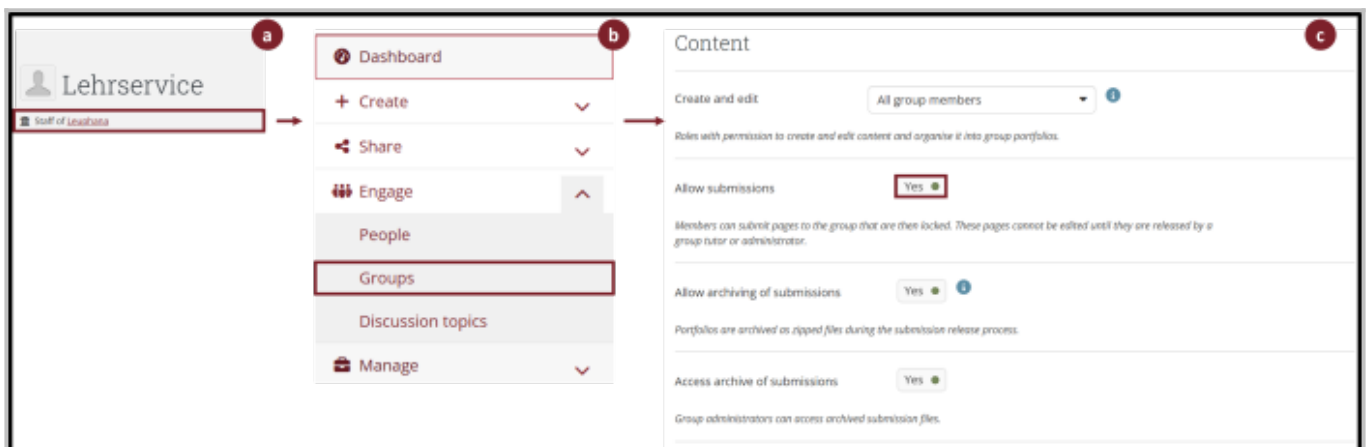 a
Lehrservice
Staff of Leuphana
b
Dashboard
Create
Share
Engage
People
Groups
Discussion topics
Manage
c
Content
Create and edit
All group members
Roles with permission to create and edit content and organise it into group portfolios.
Allow submissions
Yes
Members can submit pages to the group that are then locked. These pages cannot be edited until they are released by a
group tutor or administrator.
Allow archiving of submissions
Yes
Portfolios are archived as zipped files during the submission release process.
Access archive of submissions
Yes
Group administrators can access archived submission files.